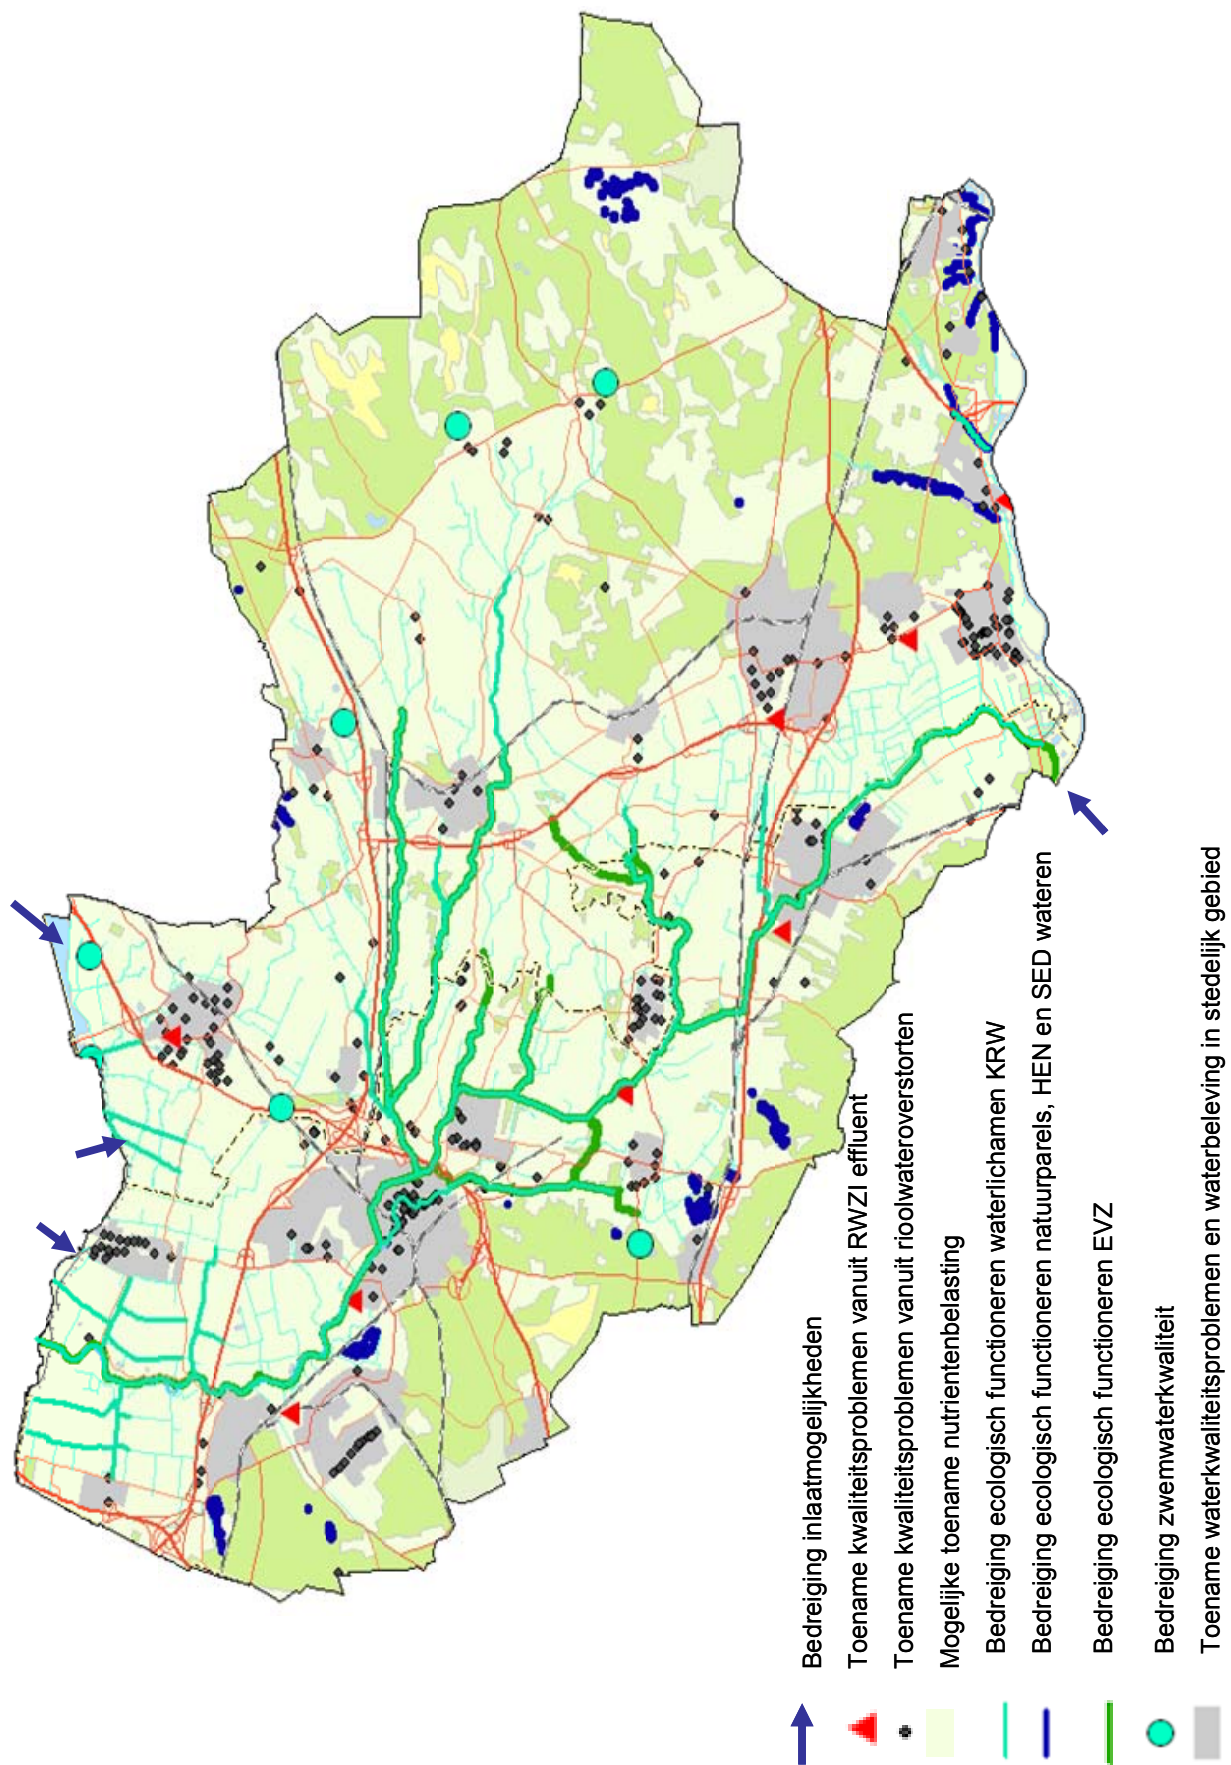 Bedreiging inlaatmogelijkheden
Toename kwaliteitsproblemen vanuit RWZI effluent
Toename kwaliteitsproblemen vanuit rioolwateroverstorten
Mogelijke toename nutrientenbelasting
Bedreiging ecologisch functioneren waterlichamen KRW
Bedreiging ecologisch functioneren natuurparels, HEN en SED wateren
Bedreiging ecologisch functioneren EVZ
Bedreiging zwemwaterkwaliteit
Toename waterkwaliteitsproblemen en waterbeleving in stedelijk gebied